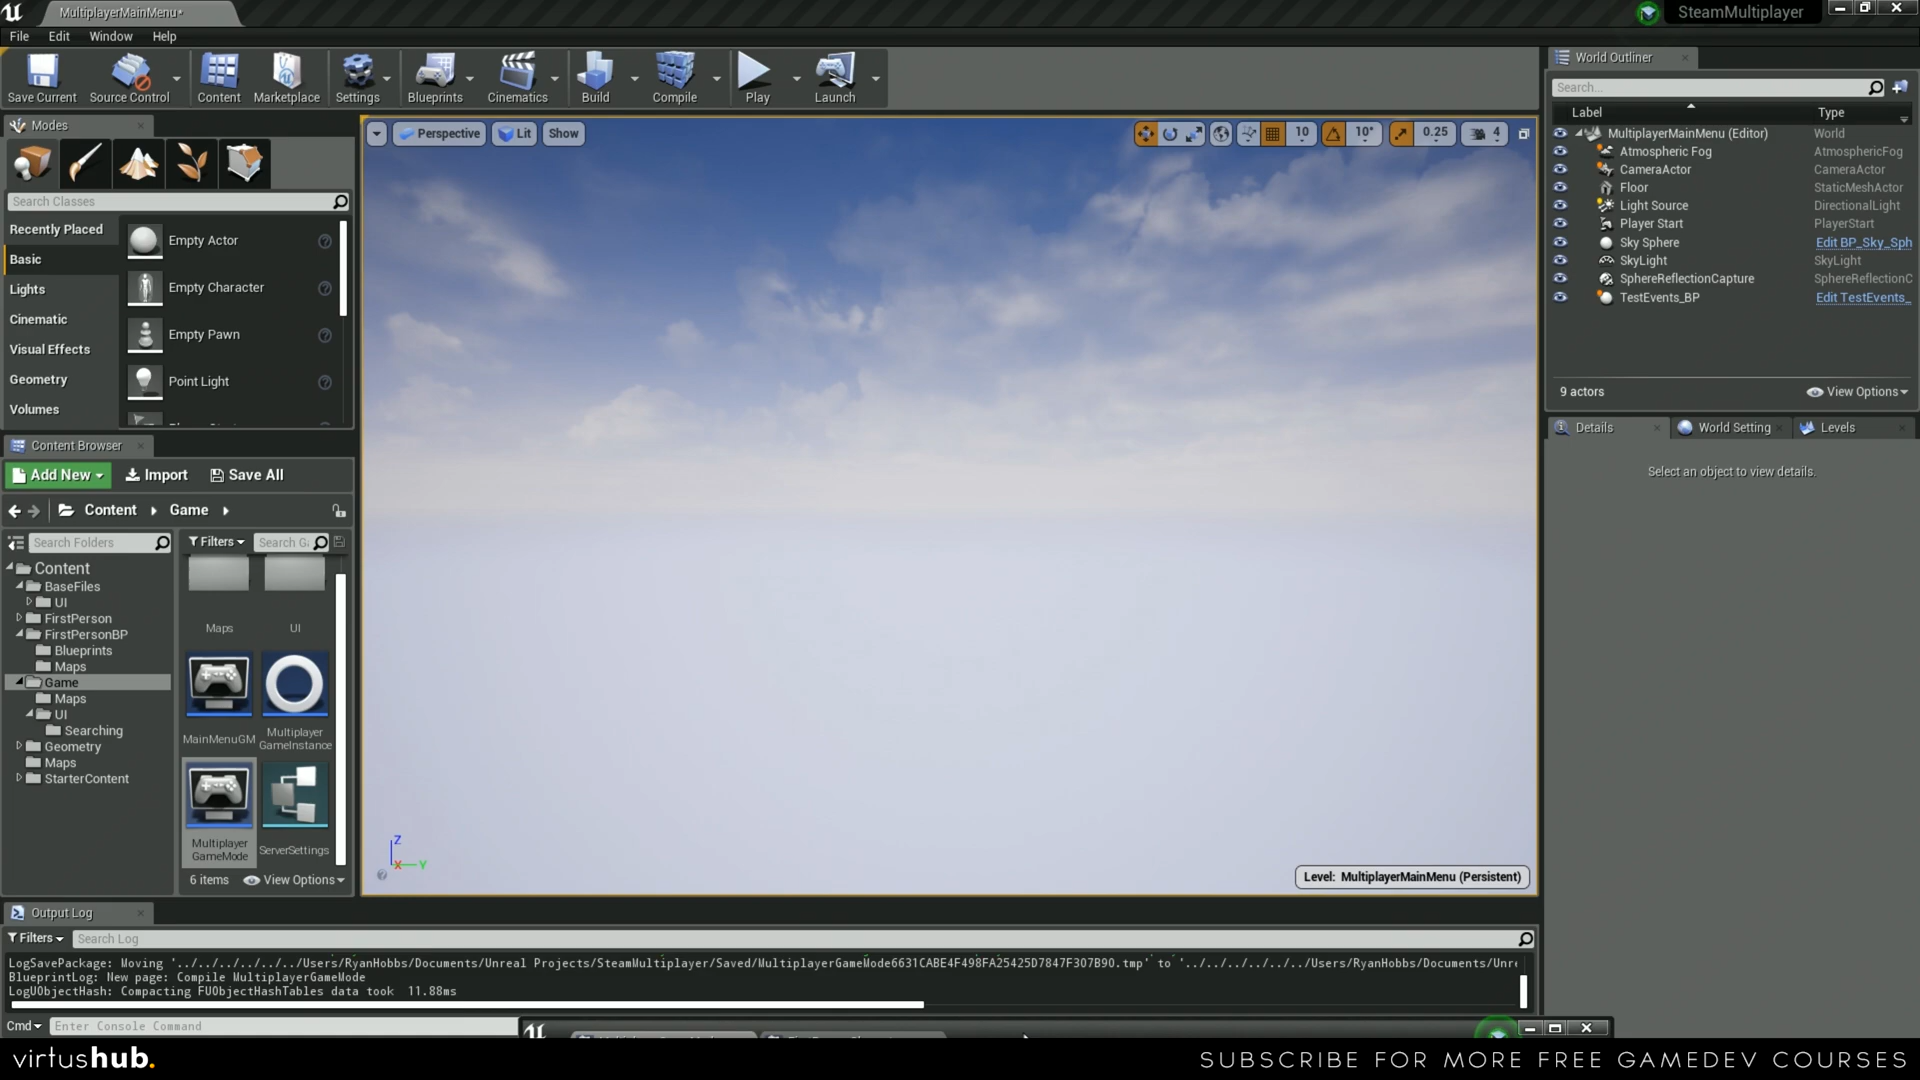 MultiplayerMainMenu*
SteamMultiplayer
File Edit Window Help
Save Current Source Control Content Marketplace Settings Blueprints Cinematics Build Compile Play Launch
World Outliner
Search...
Label Type
MultiplayerMainMenu (Editor) World
Atmospheric Fog AtmosphericFog
CameraActor CameraActor
Floor StaticMeshActor
Light Source DirectionalLight
Player Start PlayerStart
Sky Sphere Edit BP_Sky_Sph
SkyLight SkyLight
SphereReflectionCapture SphereReflectionC
TestEvents_BP Edit TestEvents_
9 actors View Options
Details World Setting Levels
Select an object to view details.
Modes
Search Classes
Recently Placed
Basic
Lights
Cinematic
Visual Effects
Geometry
Volumes
Empty Actor
Empty Character
Empty Pawn
Point Light
Perspective Lit Show
10 10° 0.25 4
Content Browser
Add New Import Save All
Content Game
Search Folders
Filters Search Ga
Content
BaseFiles
UI
FirstPerson
FirstPersonBP
Blueprints
Maps
Game
Maps
UI
Searching
Geometry
Maps
StarterContent
Maps UI
MainMenuGM Multiplayer GameInstance
Multiplayer GameMode ServerSettings
6 items View Options
Z
X Y
Level: MultiplayerMainMenu (Persistent)
Output Log
Filters Search Log
LogSavePackage: Moving '../../../../../../Users/RyanHobbs/Documents/Unreal Projects/SteamMultiplayer/Saved/MultiplayerGameMode6631CABE4F498FA25425D7847F307B90.tmp' to '../../../../../../Users/RyanHobbs/Documents/Unre
BlueprintLog: New page: Compile MultiplayerGameMode
LogUObjectHash: Compacting FUObjectHashTables data took 11.88ms
Cmd Enter Console Command
virtushub.
SUBSCRIBE FOR MORE FREE GAMEDEV COURSES